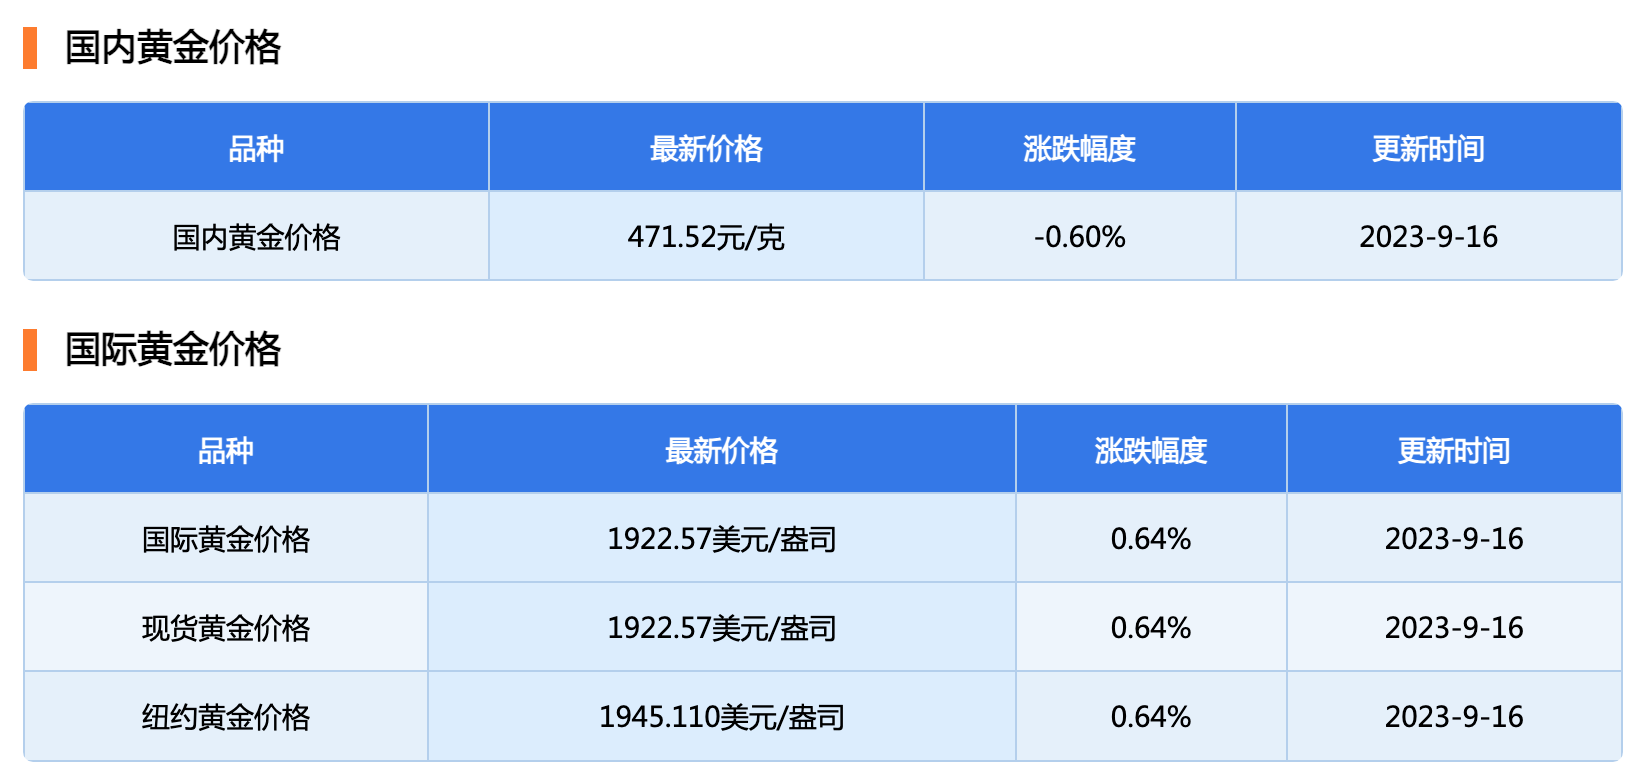 国内黄金价格
品种 最新价格 涨跌幅度 更新时间
国内黄金价格 471.52元/克 -0.60% 2023-9-16
国际黄金价格
品种 最新价格 涨跌幅度 更新时间
国际黄金价格 1922.57美元/盎司 0.64% 2023-9-16
现货黄金价格 1922.57美元/盎司 0.64% 2023-9-16
纽约黄金价格 1945.110美元/盎司 0.64% 2023-9-16